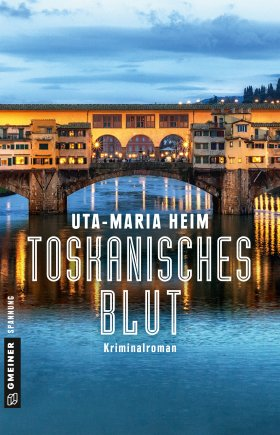 UTA-MARIA HEIM
TOSKANISCHES
BLUT
Kriminalroman
GMEINER
SPANNUNG